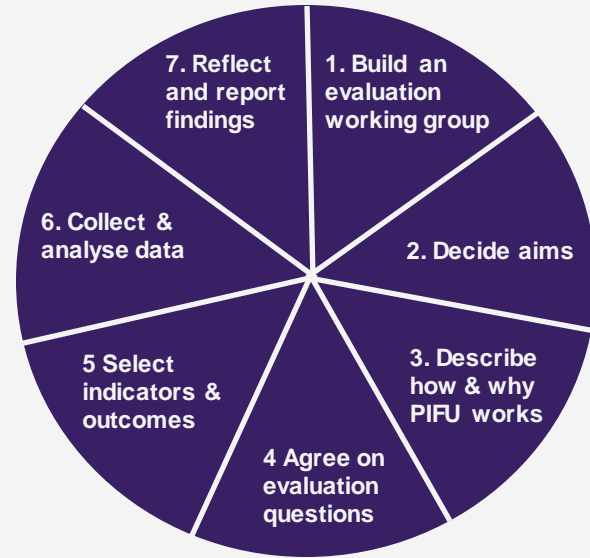 1. Build an
evaluation
working group
2. Decide aims
3. Describe
how & why
PIFU works
4 Agree on
evaluation
questions
5 Select
indicators &
outcomes
6. Collect &
analyse data
7. Reflect
and report
findings